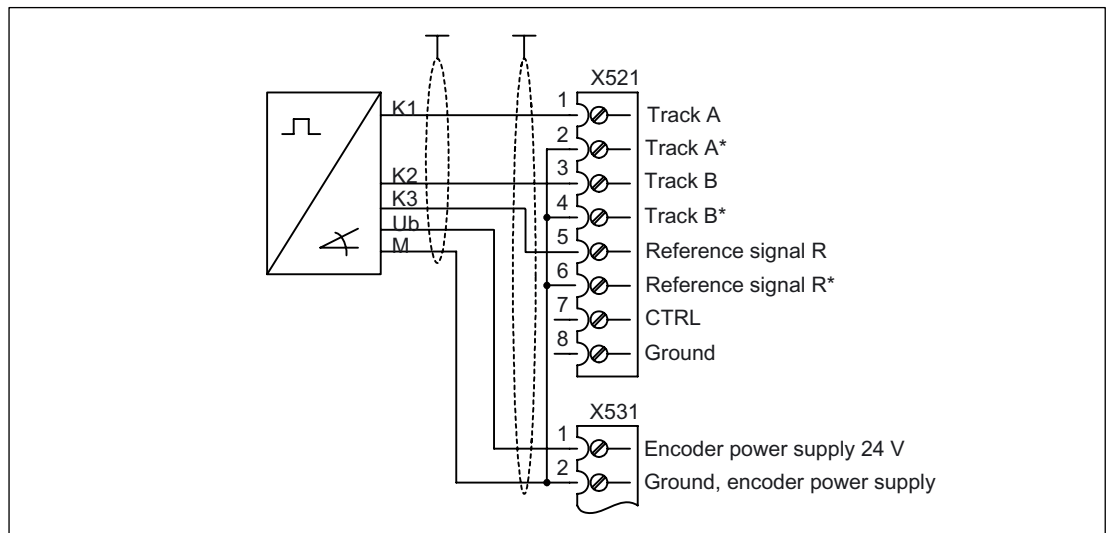 X521
K1
1 Track A
2 Track A*
K2
3 Track B
K3
4 Track B*
Ub
5 Reference signal R
M
6 Reference signal R*
7 CTRL
8 Ground
X531
1 Encoder power supply 24 V
2 Ground, encoder power supply